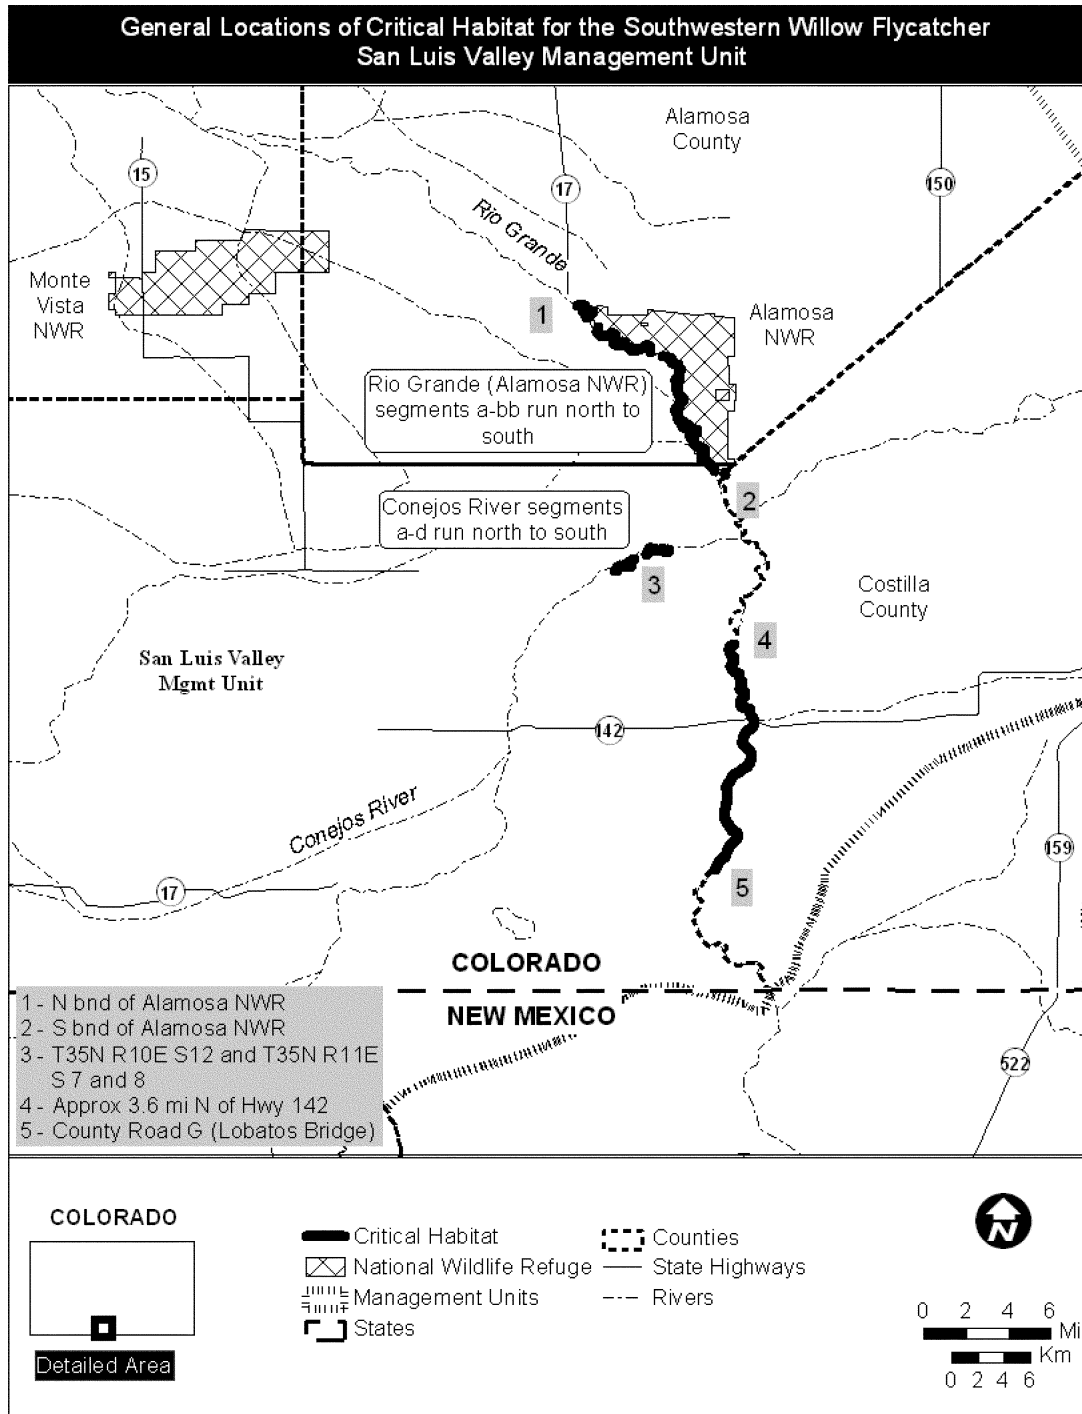 General Locations of Critical Habitat for the Southwestern Willow Flycatcher
San Luis Valley Management Unit
Alamosa
County
15
17
150
Rio Grande
Monte
Vista
NWR
1
Alamosa
NWR
Rio Grande (Alamosa NWR)
segments a-bb run north to
south
2
Conejos River segments
a-d run north to south
3
Costilla
County
4
San Luis Valley
Mgmt Unit
142
Conejos River
159
17
5
COLORADO
NEW MEXICO
522
1 - N bnd of Alamosa NWR
2 - S bnd of Alamosa NWR
3 - T35N R10E S12 and T35N R11E
S 7 and 8
4 - Approx 3.6 mi N of Hwy 142
5 - County Road G (Lobatos Bridge)
COLORADO
Detailed Area
Critical Habitat
National Wildlife Refuge
Management Units
States
Counties
State Highways
Rivers
N
0 2 4 6
Mi
Km
0 2 4 6